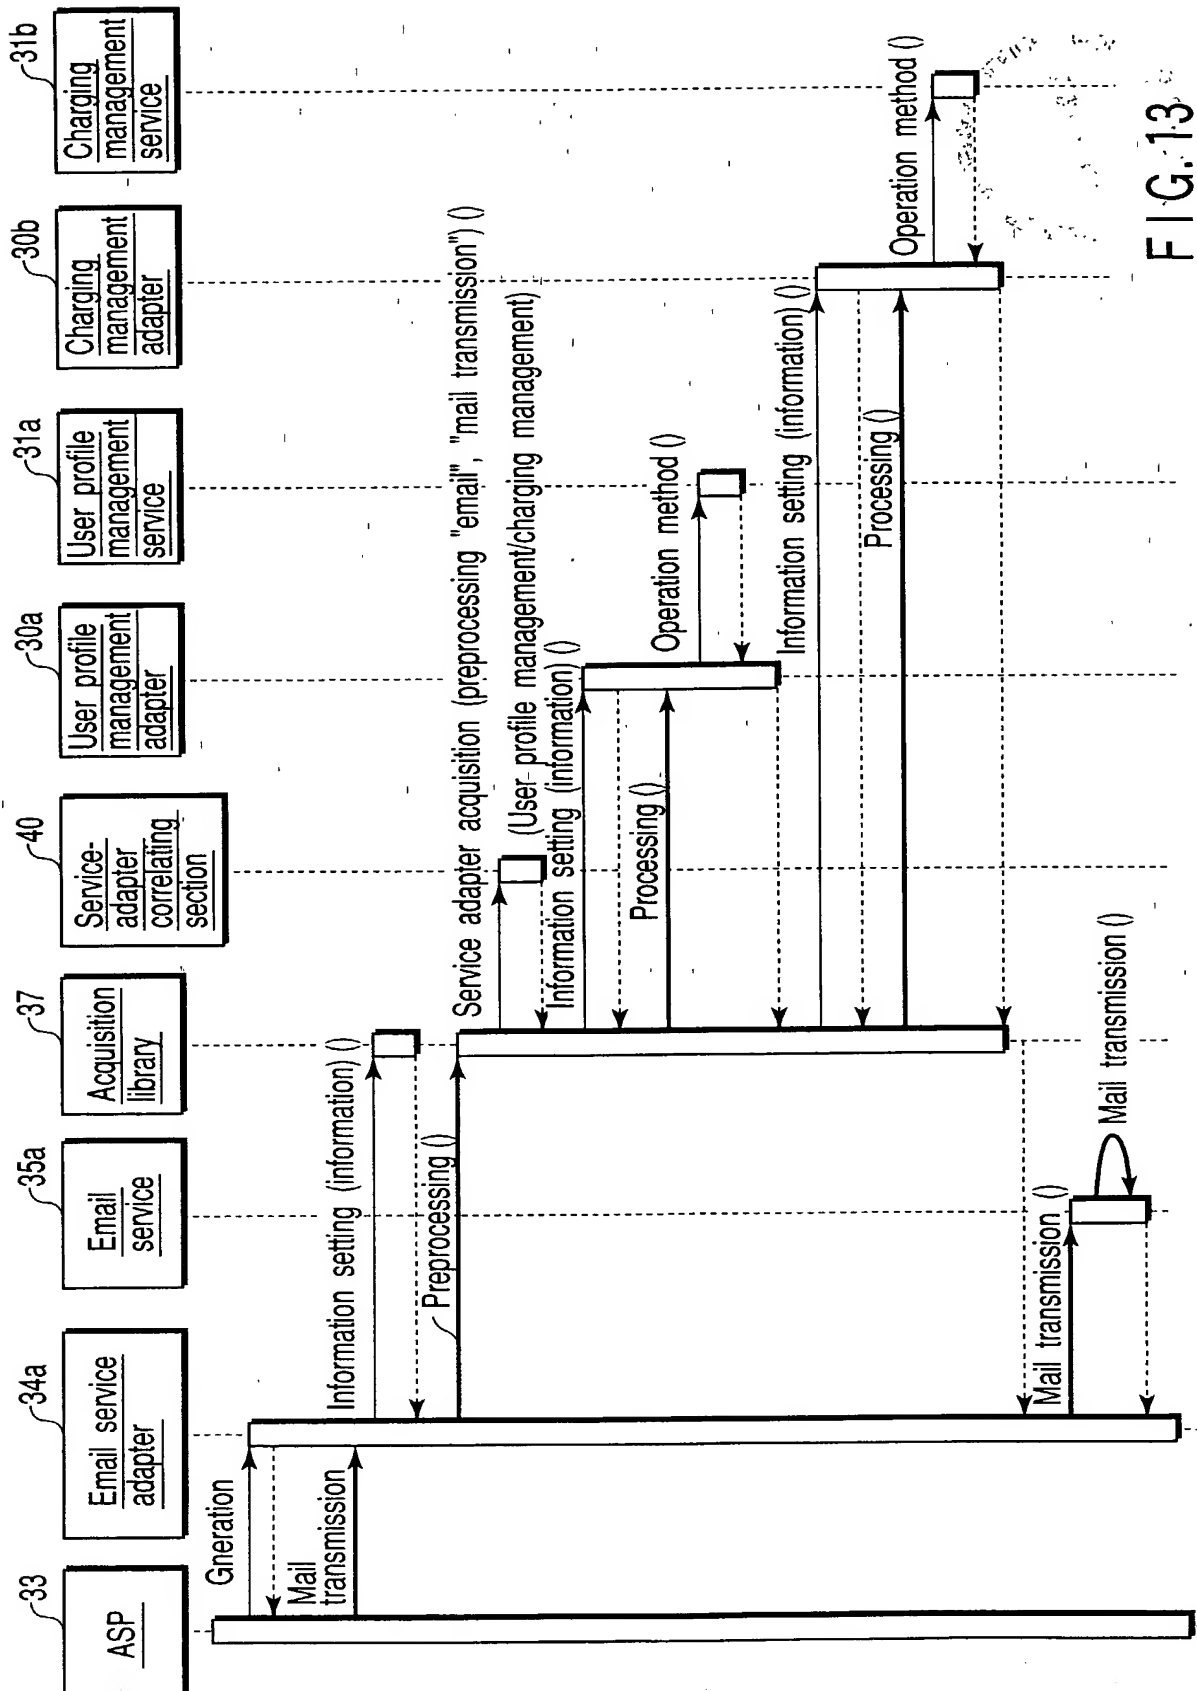 33
ASP
34a
Email service
adapter
35a
Email
service
37
Acquisition
library
40
Service-
adapter
correlating
section
30a
User profile
management
adapter
31a
User profile
management
service
30b
Charging
management
adapter
31b
Charging
management
service
Gneration
Mail
transmission
Information setting (information) ()
Preprocessing ()
Service adapter acquisition (preprocessing "email", "mail transmission") ()
(User profile management/charging management)
Information setting (information) ()
Processing ()
Operation method ()
Information setting (information) ()
Processing ()
Operation method ()
Mail transmission ()
Mail transmission ()
FIG. 13